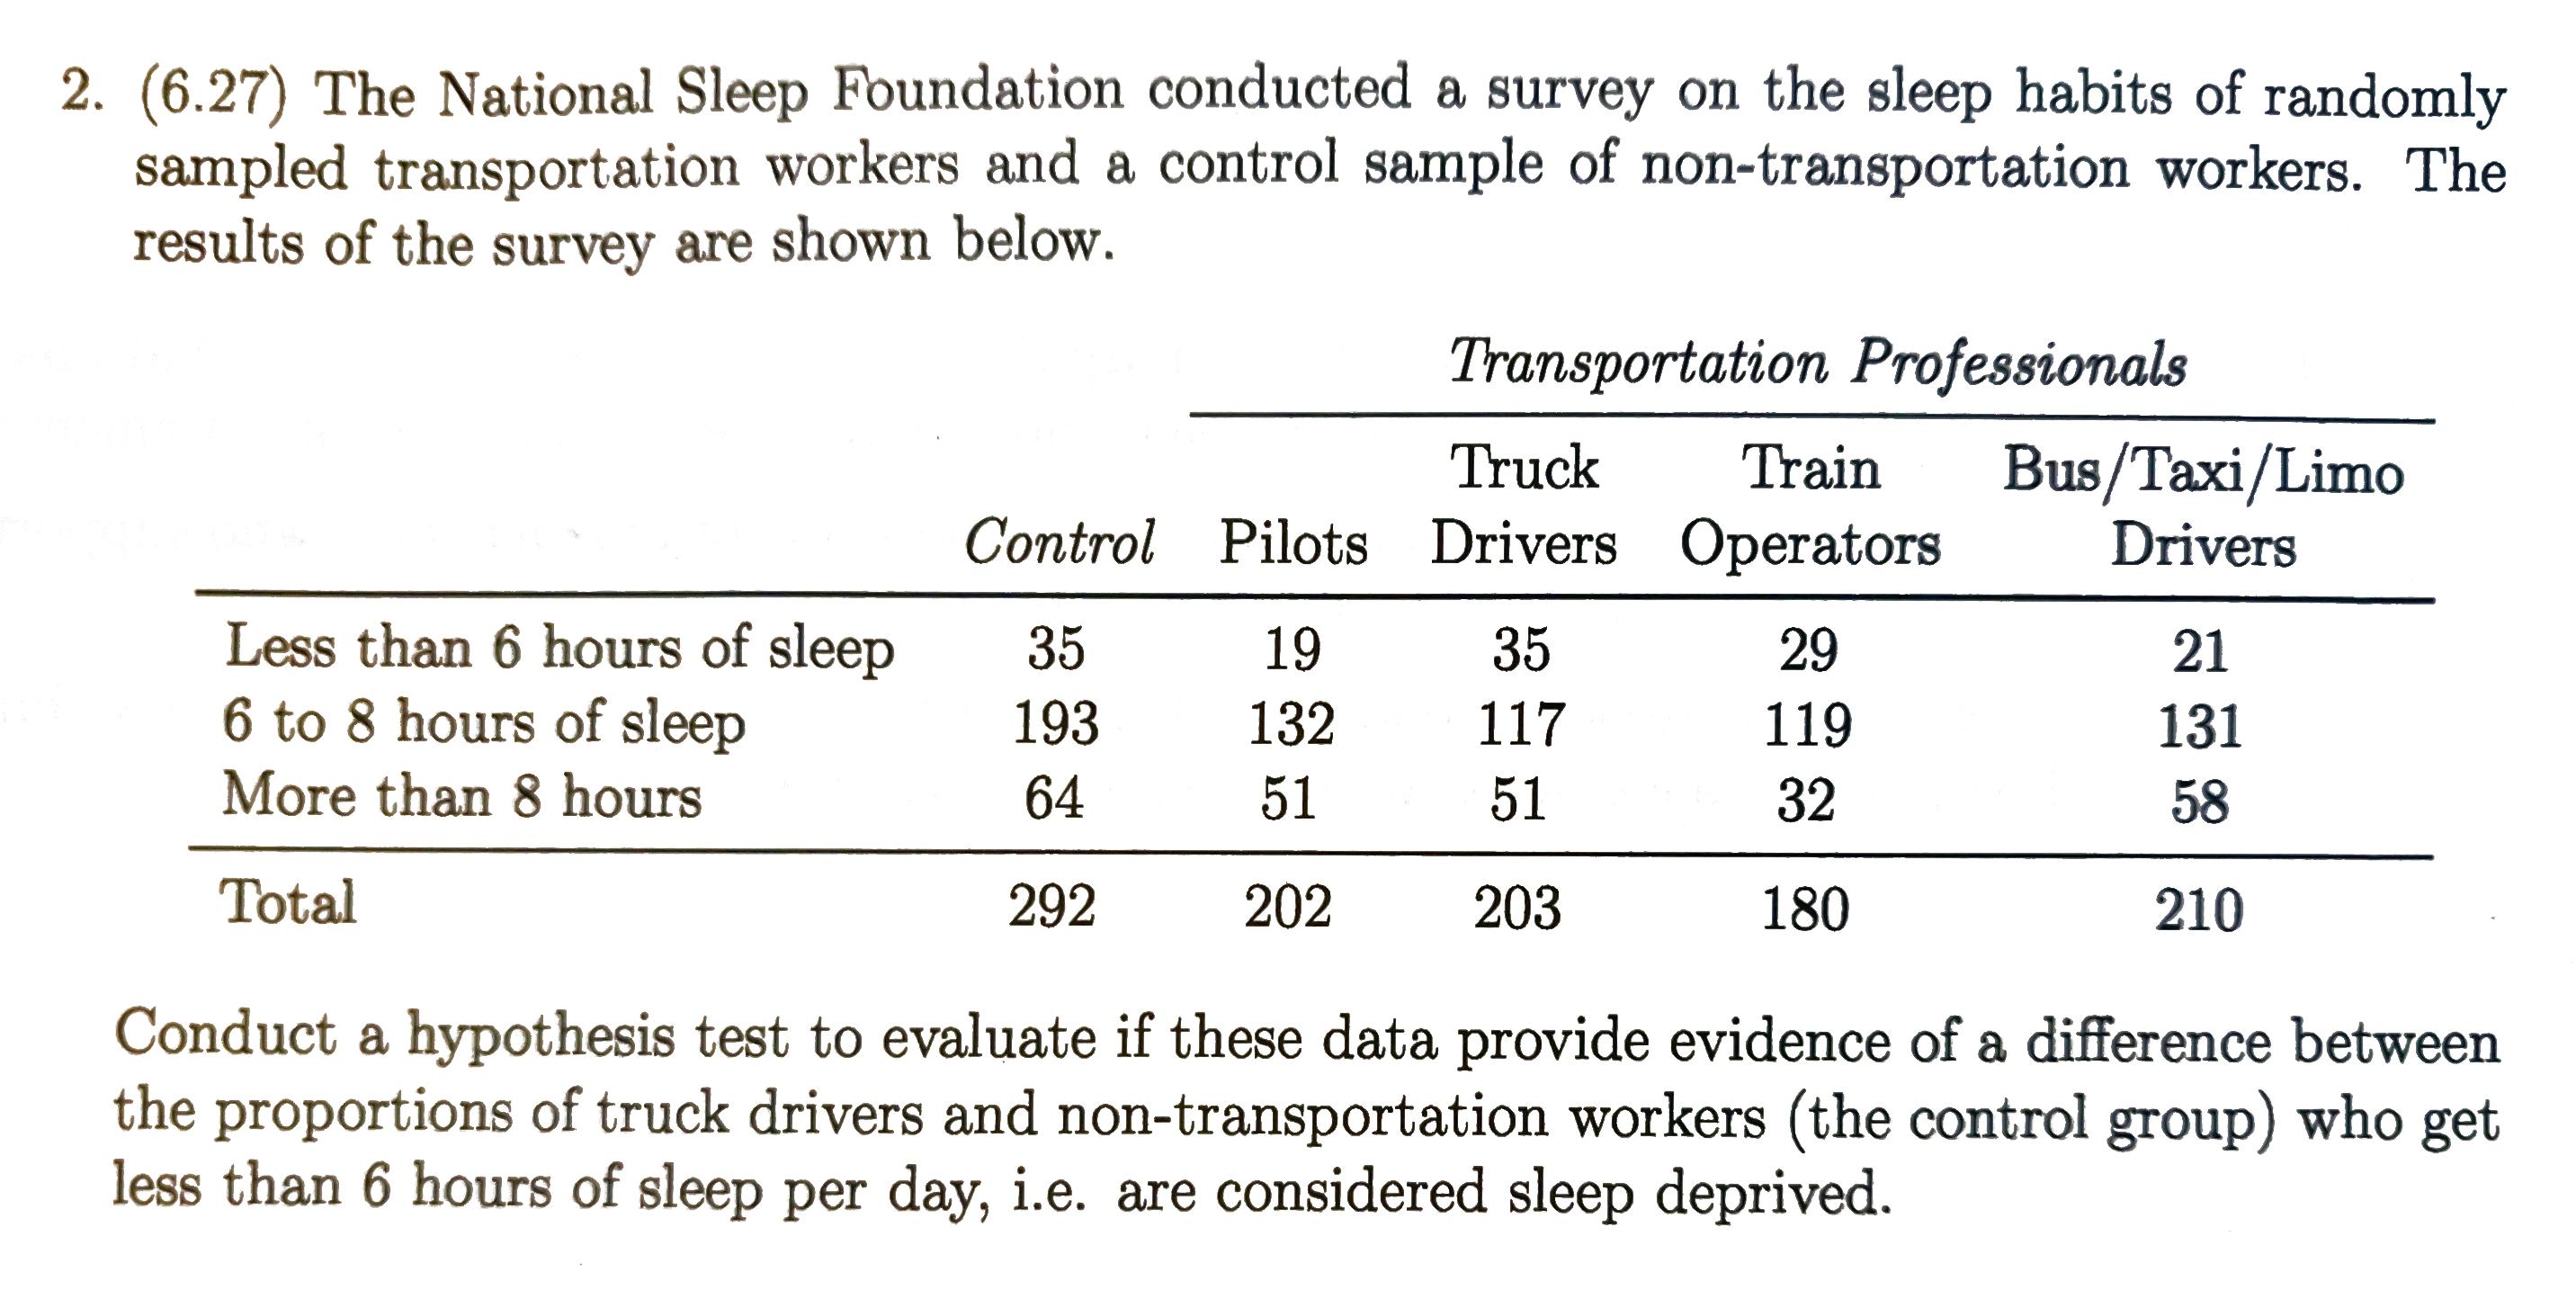 2. (6.27) The National Sleep Foundation conducted a survey on the sleep habits of randomly
sampled transportation workers and a control sample of non-transportation workers. The
results of the survey are shown below.
Transportation Professionals
Truck Train Bus/Taxi/Limo
Control Pilots Drivers Operators Drivers
Less than 6 hours of sleep 35 19 35 29 21
6 to 8 hours of sleep 193 132 117 119 131
More than 8 hours 64 51 51 32 58
Total 292 202 203 180 210
Conduct a hypothesis test to evaluate if these data provide evidence of a difference between
the proportions of truck drivers and non-transportation workers (the control group) who get
less than 6 hours of sleep per day, i.e. are considered sleep deprived.